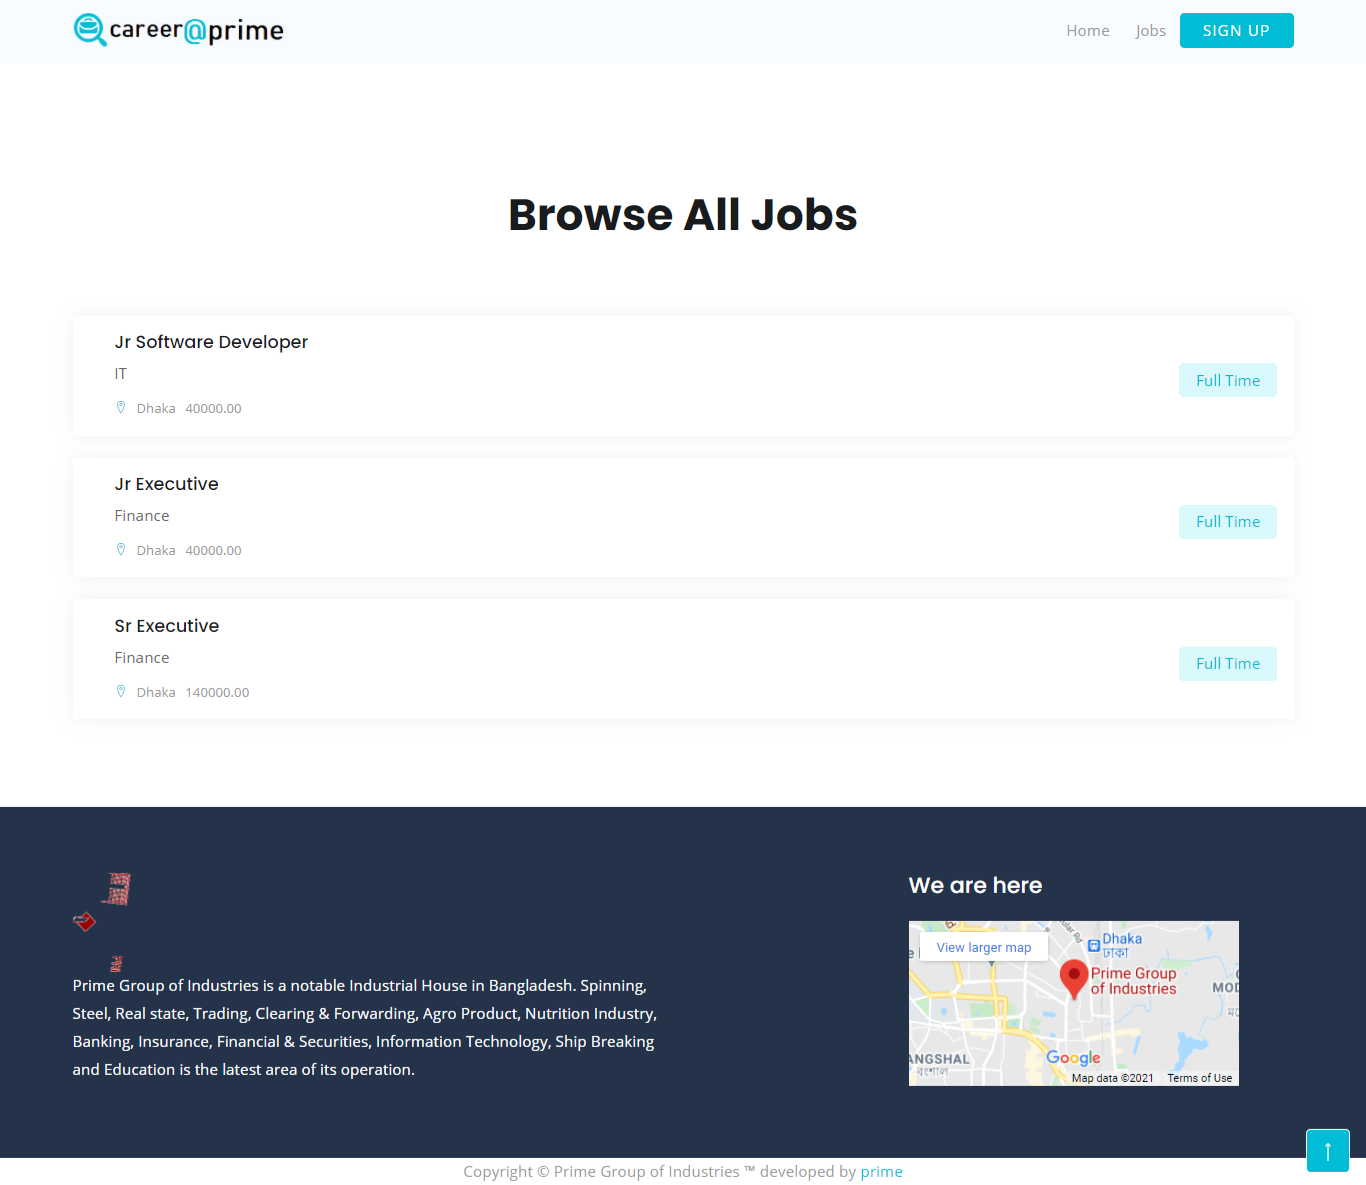 career@prime
Home Jobs SIGN UP
Browse All Jobs
Jr Software Developer
IT
Dhaka 40000.00
Full Time
Jr Executive
Finance
Dhaka 40000.00
Full Time
Sr Executive
Finance
Dhaka 140000.00
Full Time
Prime Group of Industries is a notable Industrial House in Bangladesh. Spinning,
Steel, Real state, Trading, Clearing & Forwarding, Agro Product, Nutrition Industry,
Banking, Insurance, Financial & Securities, Information Technology, Ship Breaking
and Education is the latest area of its operation.
We are here
View larger map
Dhaka
ঢাকা
Prime Group
of Industries
MOD
ANGSHAL
বংশাল
Google
Map data ©2021 Terms of Use
Copyright © Prime Group of Industries ™ developed by prime